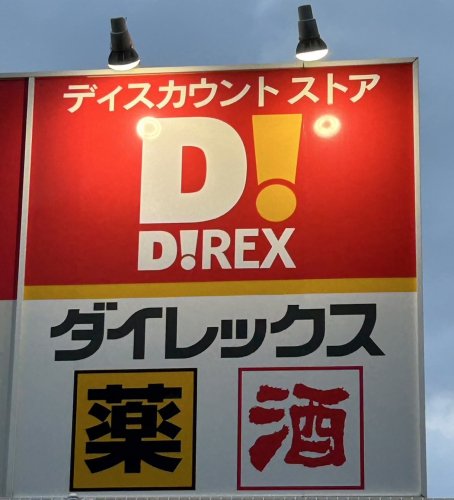 ディスカウント ストア
D!
D!REX
ダイレックス
薬 酒